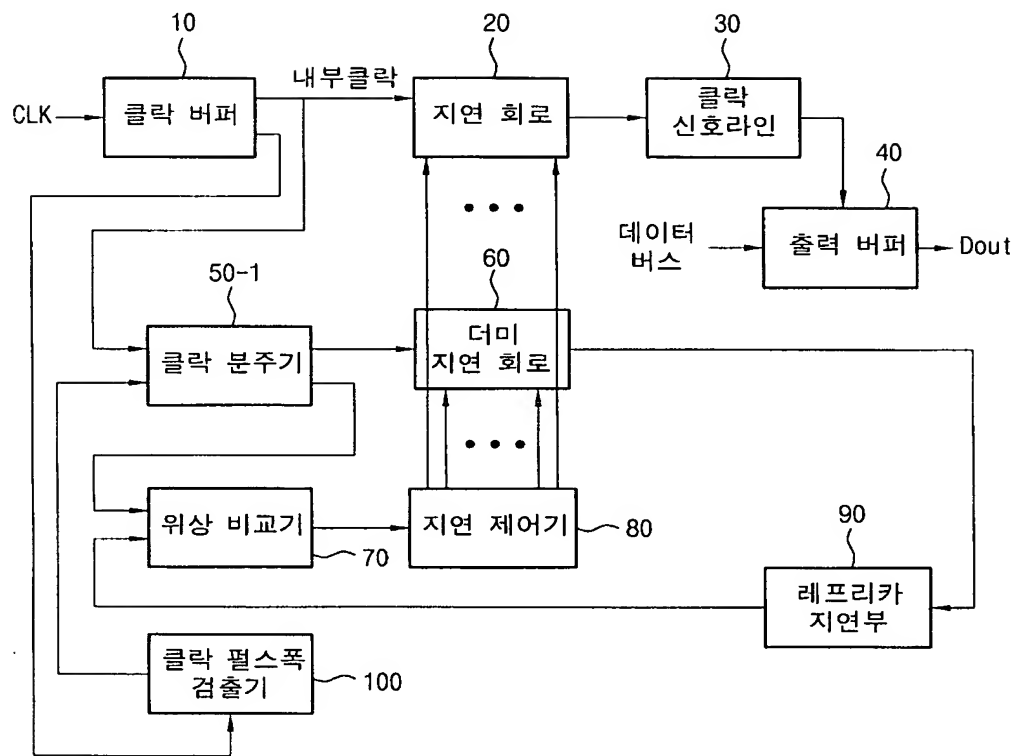 10
20
30
CLK
클락 버퍼
내부클락
지연 회로
클락
신호라인
40
데이터
버스
출력 버퍼
Dout
50-1
60
클락 분주기
더미
지연 회로
위상 비교기
70
지연 제어기
80
90
레프리카
지연부
클락 펄스폭
검출기
100